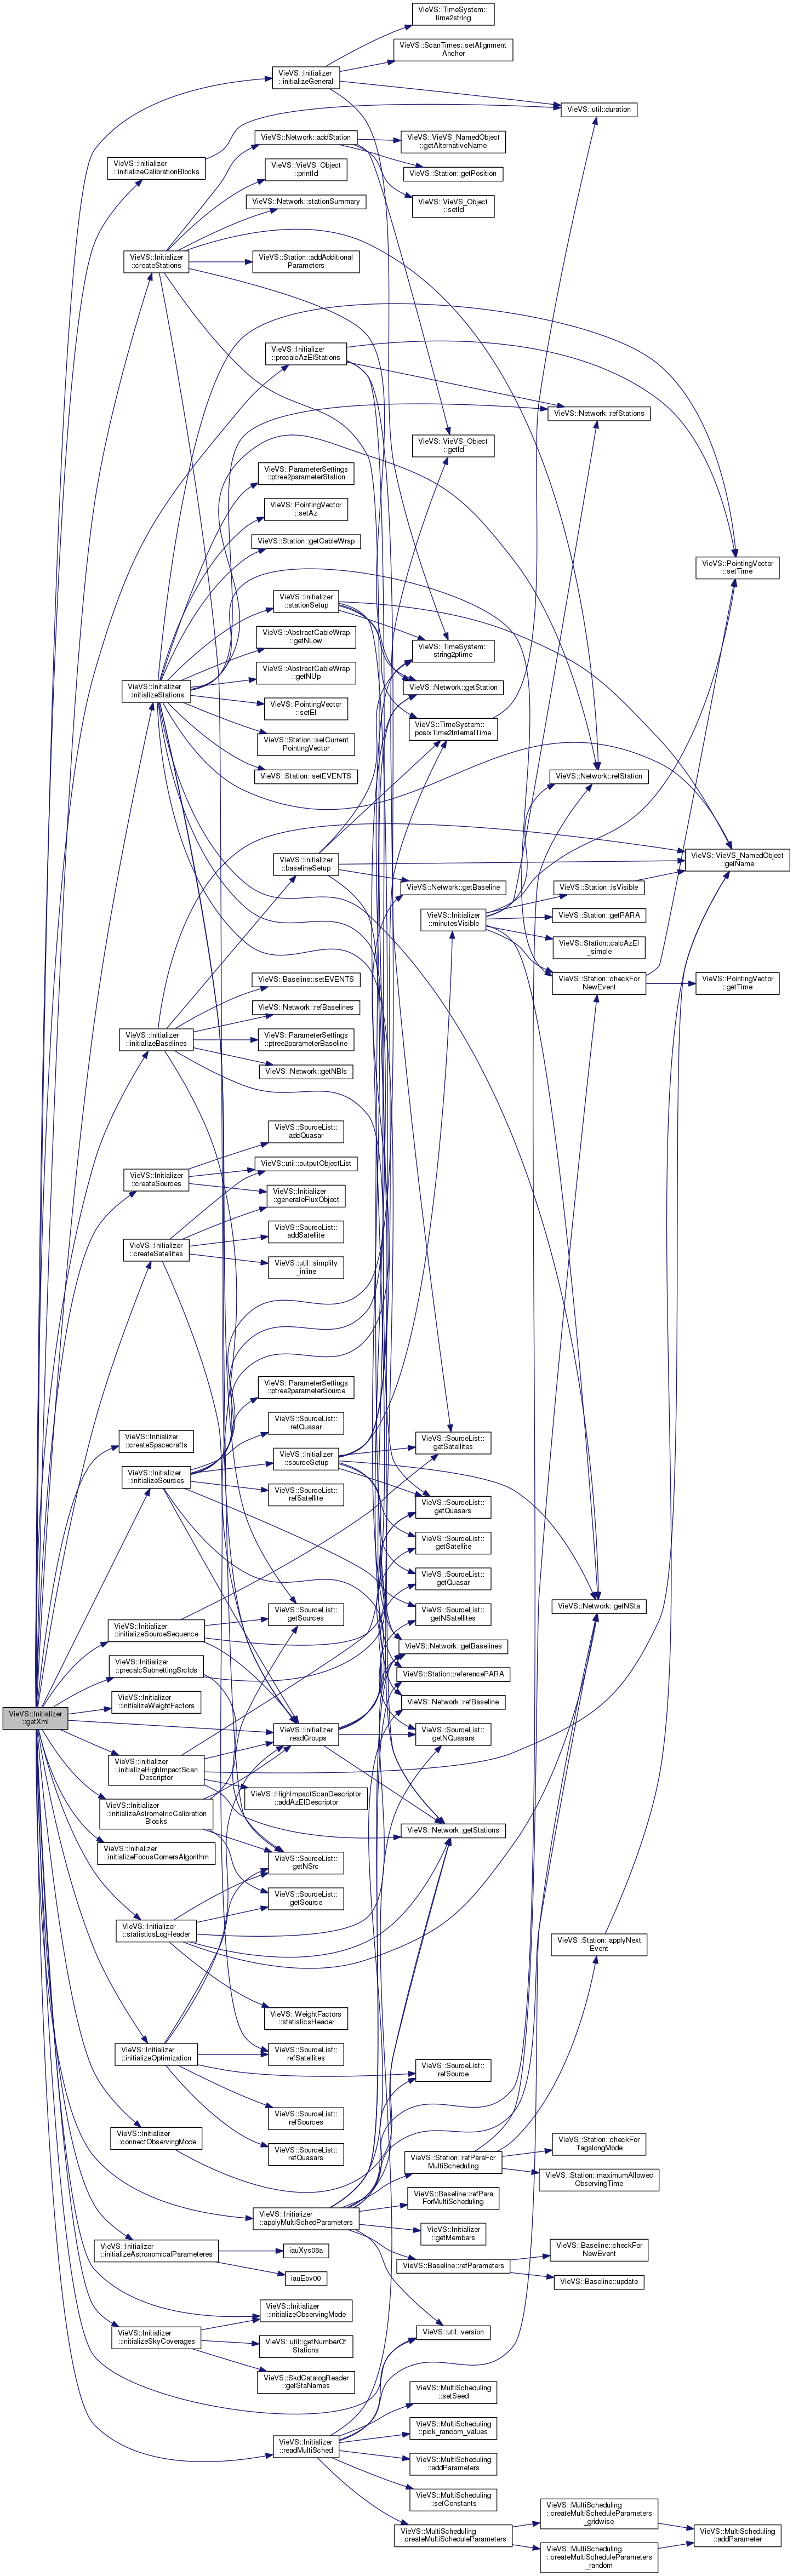 VieVS::TimeSystem::
time2string
VieVS::ScanTimes::setAlignment
Anchor
VieVS::Initializer
::initializeGeneral
VieVS::util::duration
VieVS::Network::addStation
VieVS::VieVS_NamedObject
::getAlternativeName
VieVS::Initializer
::initializeCalibrationBlocks
VieVS::VieVS_Object
::printId
VieVS::Station::getPosition
VieVS::Network::stationSummary
VieVS::VieVS_Object
::setId
VieVS::Initializer
::createStations
VieVS::Station::addAdditional
Parameters
VieVS::Initializer
::precalcAzElStations
VieVS::Network::refStations
VieVS::VieVS_Object
::getId
VieVS::ParameterSettings
::ptree2parameterStation
VieVS::PointingVector
::setAz
VieVS::Station::getCableWrap
VieVS::PointingVector
::setTime
VieVS::Initializer
::stationSetup
VieVS::AbstractCableWrap
::getNLow
VieVS::TimeSystem::
string2ptime
VieVS::AbstractCableWrap
::getNUp
VieVS::Network::getStation
VieVS::Initializer
::initializeStations
VieVS::PointingVector
::setEl
VieVS::TimeSystem::
posixTime2InternalTime
VieVS::Station::setCurrent
PointingVector
VieVS::Station::setEVENTS
VieVS::Network::refStation
VieVS::Initializer
::baselineSetup
VieVS::VieVS_NamedObject
::getName
VieVS::Network::getBaseline
VieVS::Station::isVisible
VieVS::Initializer
::minutesVisible
VieVS::Station::getPARA
VieVS::Station::calcAzEl
_simple
VieVS::Baseline::setEVENTS
VieVS::Station::checkFor
NewEvent
VieVS::PointingVector
::getTime
VieVS::Network::refBaselines
VieVS::Initializer
::initializeBaselines
VieVS::ParameterSettings
::ptree2parameterBaseline
VieVS::Network::getNBls
VieVS::SourceList::
addQuasar
VieVS::util::outputObjectList
VieVS::Initializer
::createSources
VieVS::Initializer
::generateFluxObject
VieVS::SourceList::
addSatellite
VieVS::Initializer
::createSatellites
VieVS::util::simplify
_inline
VieVS::ParameterSettings
::ptree2parameterSource
VieVS::SourceList::
refQuasar
VieVS::Initializer
::createSpacecrafts
VieVS::SourceList::
getSatellites
VieVS::Initializer
::sourceSetup
VieVS::Initializer
::initializeSources
VieVS::SourceList::
refSatellite
VieVS::SourceList::
getQuasars
VieVS::SourceList::
getSatellite
VieVS::SourceList::
getQuasar
VieVS::SourceList::
getSources
VieVS::SourceList::
getNSatellites
VieVS::Network::getNSta
VieVS::Initializer
::initializeSourceSequence
VieVS::Network::getBaselines
VieVS::Initializer
::precalcSubnettingSrcIds
VieVS::Station::referencePARA
VieVS::Initializer
::initializeWeightFactors
VieVS::Network::refBaseline
VieVS::Initializer
::getXml
VieVS::Initializer
::readGroups
VieVS::SourceList::
getNQuasars
VieVS::Initializer
::initializeHighImpactScan
Descriptor
VieVS::HighImpactScanDescriptor
::addAzElDescriptor
VieVS::Initializer
::initializeAstrometricCalibration
Blocks
VieVS::Network::getStations
VieVS::Initializer
::initializeFocusCornersAlgorithm
VieVS::SourceList::
getNSrc
VieVS::SourceList::
getSource
VieVS::Initializer
::statisticsLogHeader
VieVS::Station::applyNext
Event
VieVS::WeightFactors
::statisticsHeader
VieVS::Initializer
::initializeOptimization
VieVS::SourceList::
refSatellites
VieVS::SourceList::
refSource
VieVS::SourceList::
refSources
VieVS::Initializer
::connectObservingMode
VieVS::SourceList::
refQuasars
VieVS::Station::checkFor
TagalongMode
VieVS::Station::refParaFor
MultiScheduling
VieVS::Station::maximumAllowed
ObservingTime
VieVS::Baseline::refPara
ForMultiScheduling
VieVS::Initializer
::applyMultiSchedParameters
VieVS::Initializer
::getMembers
VieVS::Initializer
::initializeAstronomicalParameteres
iauXys06a
VieVS::Baseline::checkFor
NewEvent
VieVS::Baseline::refParameters
iauEpv00
VieVS::Baseline::update
VieVS::Initializer
::initializeObservingMode
VieVS::Initializer
::initializeSkyCoverages
VieVS::util::version
VieVS::util::getNumberOf
Stations
VieVS::SkdCatalogReader
::getStaNames
VieVS::MultiScheduling
::setSeed
VieVS::Initializer
::readMultiSched
VieVS::MultiScheduling
::pick_random_values
VieVS::MultiScheduling
::addParameters
VieVS::MultiScheduling
::setConstants
VieVS::MultiScheduling
::createMultiScheduleParameters
VieVS::MultiScheduling
::createMultiScheduleParameters
_gridwise
VieVS::MultiScheduling
::addParameter
VieVS::MultiScheduling
::createMultiScheduleParameters
_random